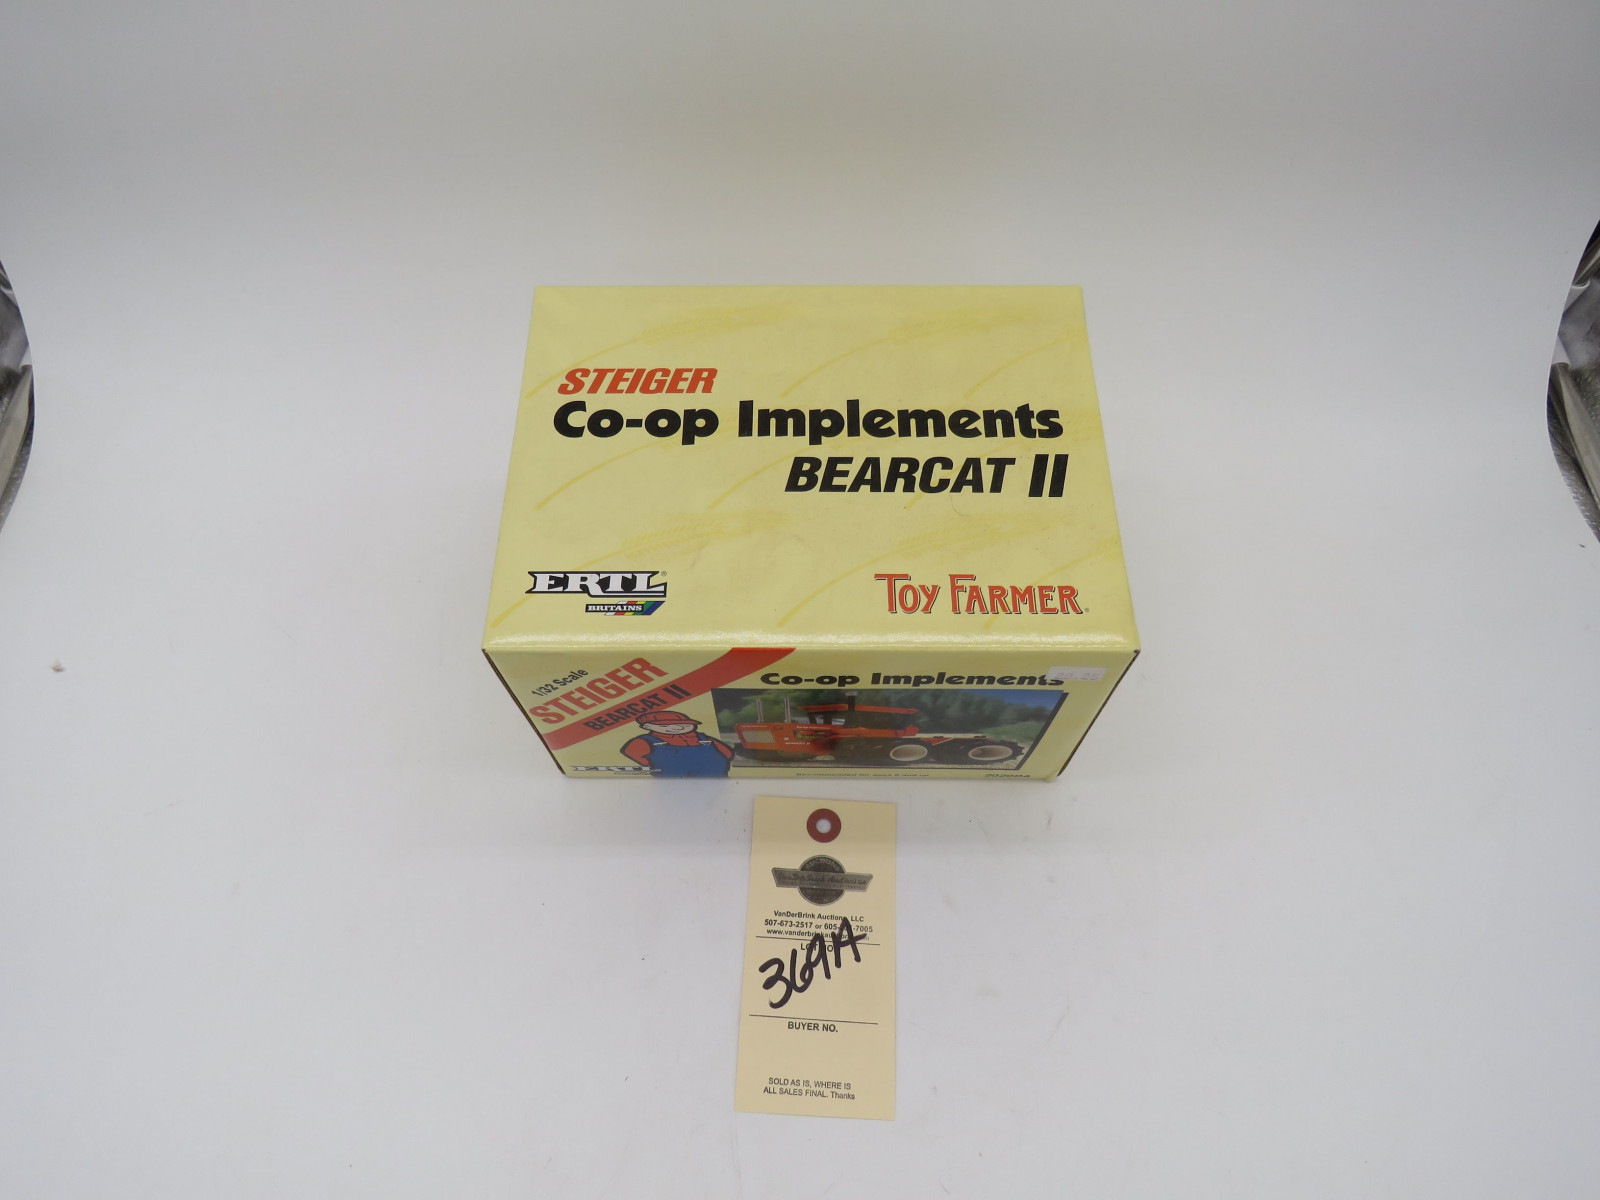 STEIGER
Co-op Implements
BEARCAT II
ERTL®
BRITAINS
TOY FARMER®
1/32 Scale
STEIGER
BEARCAT II
Co-op Implements
ERTL
VanDerBrink Auctions, LLC
507-673-2517 or 605- -7005
LOT NO.
369A
BUYER NO.
SOLD AS IS, WHERE IS
ALL SALES FINAL. Thanks